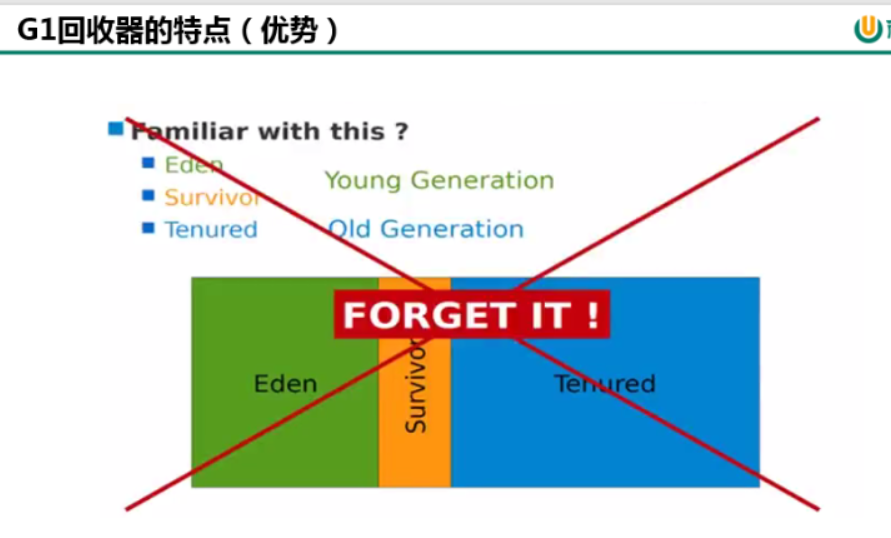 G1回收器的特点（优势）
Familiar with this ?
Eden
Young Generation
Survivor
Tenured
Old Generation
FORGET IT !
Eden
Survivor
Tenured